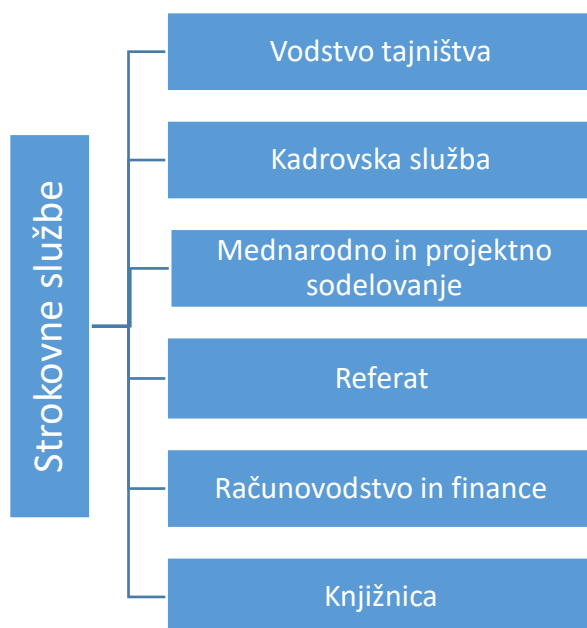 Strokovne službe
Vodstvo tajništva
Kadrovska služba
Mednarodno in projektno
sodelovanje
Referat
Računovodstvo in finance
Knjižnica